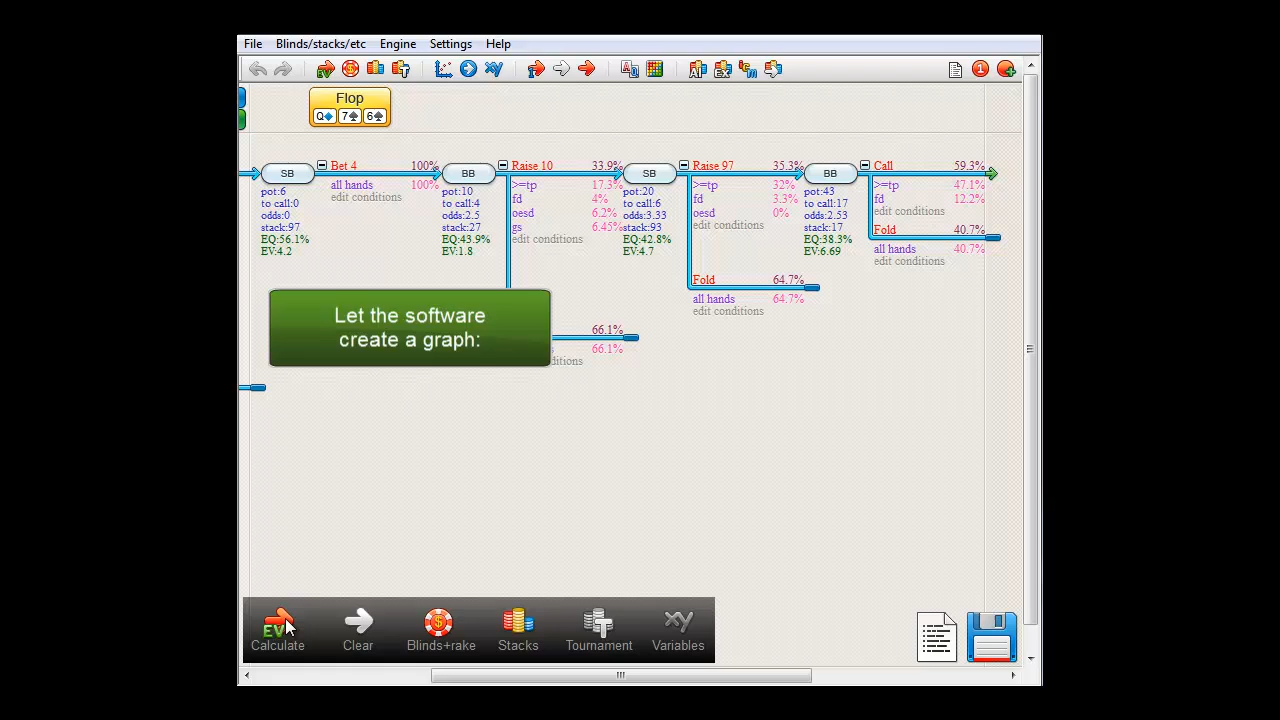 File Blinds/stacks/etc Engine Settings Help
Flop
Q♦ 7♠ 6♠
SB Bet 4 100% BB Raise 10 33.9% SB Raise 97 35.3% BB Call 59.3%
pot:6 all hands 100% pot:10 >=tp 17.3% pot:20 >=tp 32% pot:43 >=tp 47.1%
to call:0 edit conditions to call:4 fd 4% to call:6 fd 3.3% to call:17 fd 12.2%
odds:0 odds:2.5 oesd 6.2% odds:3.33 oesd 0% odds:2.53 edit conditions
stack:97 stack:27 gs 6.45% stack:93 edit conditions stack:17 Fold 40.7%
EQ:56.1% EQ:43.9% edit conditions EQ:42.8% EQ:38.3% all hands 40.7%
EV:4.2 EV:1.8 EV:4.7 EV:6.69 edit conditions
Fold 64.7%
all hands 64.7%
edit conditions
Let the software
create a graph:
66.1%
66.1%
EV
Calculate Clear Blinds+rake Stacks Tournament Variables